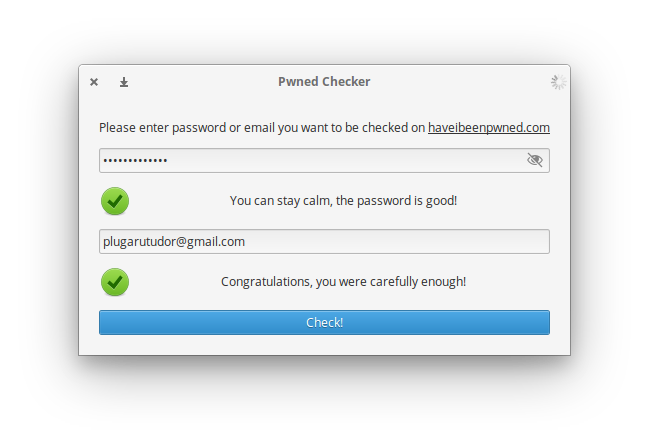 Pwned Checker
Please enter password or email you want to be checked on haveibeenpwned.com
•••••••••••••
You can stay calm, the password is good!
plugarutudor@gmail.com
Congratulations, you were carefully enough!
Check!